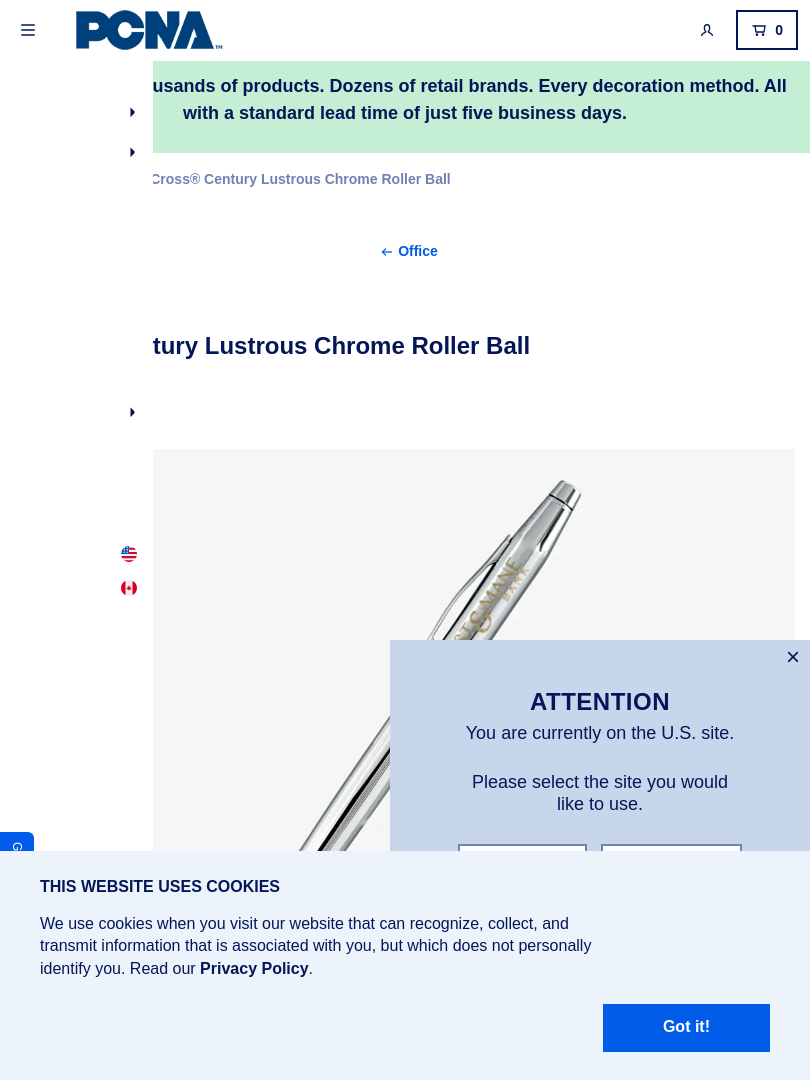 PCNA™
0
usands of products. Dozens of retail brands. Every decoration method. All
with a standard lead time of just five business days.
Cross® Century Lustrous Chrome Roller Ball
Office
tury Lustrous Chrome Roller Ball
MANE
BANK
ATTENTION
You are currently on the U.S. site.
Please select the site you would
like to use.
G
THIS WEBSITE USES COOKIES
We use cookies when you visit our website that can recognize, collect, and
transmit information that is associated with you, but which does not personally
identify you. Read our Privacy Policy.
Got it!